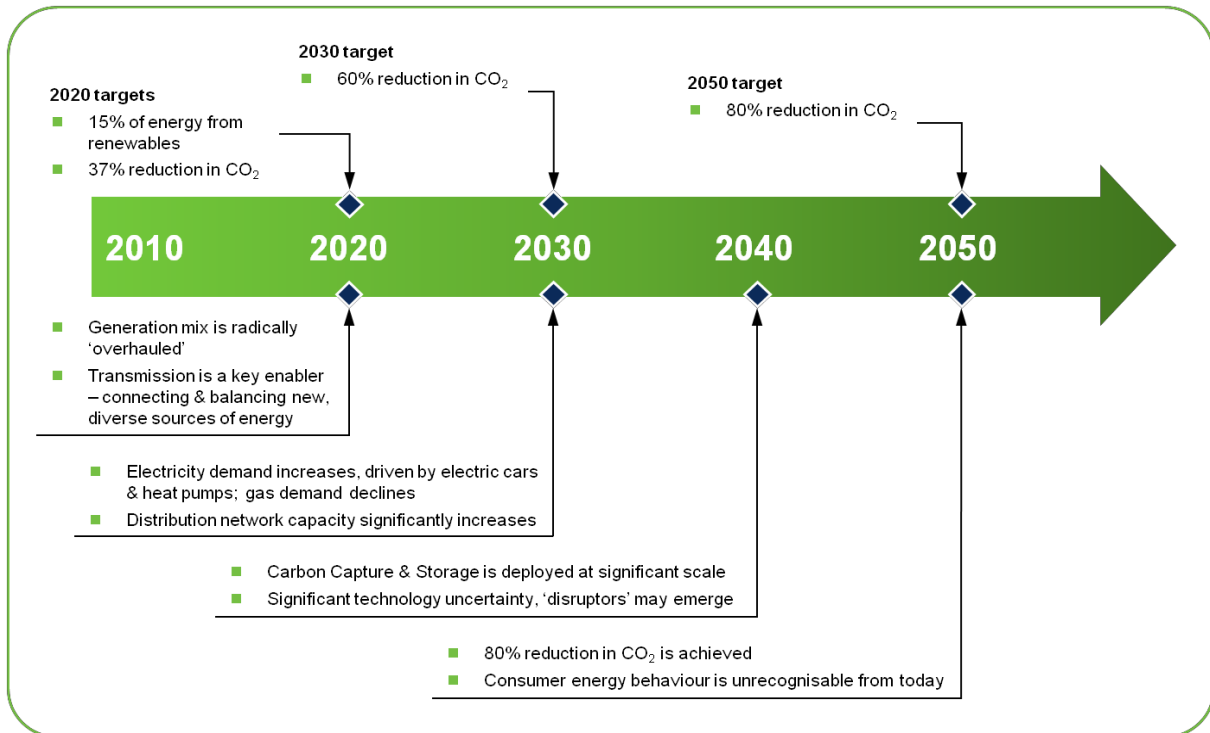 2020 targets
15% of energy from
renewables
37% reduction in CO₂
2030 target
60% reduction in CO₂
2050 target
80% reduction in CO₂
2010
2020
2030
2040
2050
Generation mix is radically
‘overhauled’
Transmission is a key enabler
– connecting & balancing new,
diverse sources of energy
Electricity demand increases, driven by electric cars
& heat pumps; gas demand declines
Distribution network capacity significantly increases
Carbon Capture & Storage is deployed at significant scale
Significant technology uncertainty, ‘disruptors’ may emerge
80% reduction in CO₂ is achieved
Consumer energy behaviour is unrecognisable from today